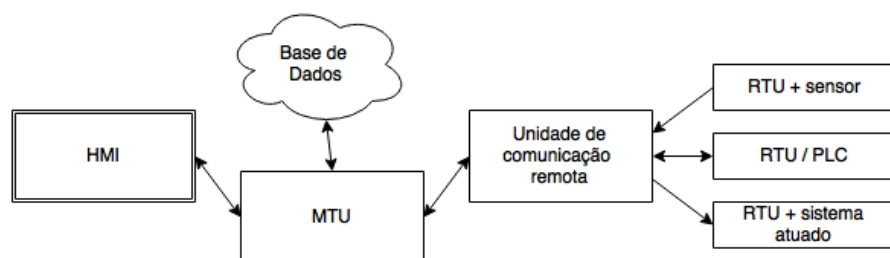 Base de
Dados
HMI
MTU
Unidade de
comunicação
remota
RTU + sensor
RTU / PLC
RTU + sistema
atuado